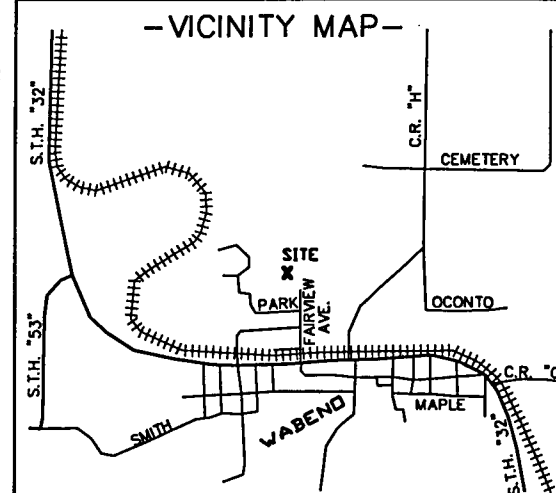 -VICINITY MAP-
S.T.H. "32"
C.R. "H"
CEMETERY
SITE
X
PARK
FAIRVIEW
AVE.
OCONTO
S.T.H. "53"
C.R. "C
MAPLE
SMITH
WABENO
S.T.H. "32"